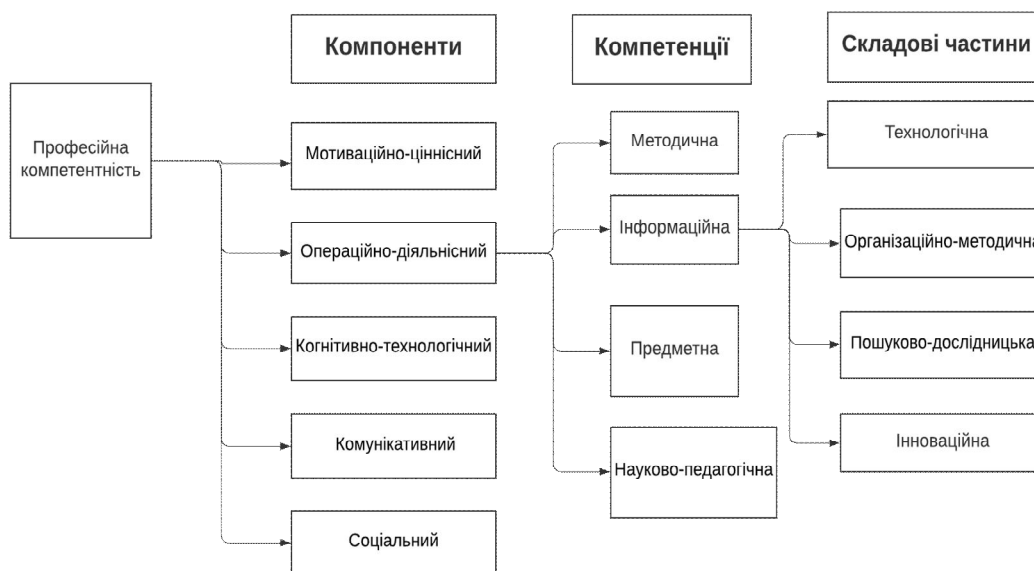 Компоненти
Компетенції
Складові частини
Професійна
компетентність
Мотиваційно-ціннісний
Операційно-діяльнісний
Когнітивно-технологічний
Комунікативний
Соціальний
Методична
Інформаційна
Предметна
Науково-педагогічна
Технологічна
Організаційно-методична
Пошуково-дослідницька
Інноваційна